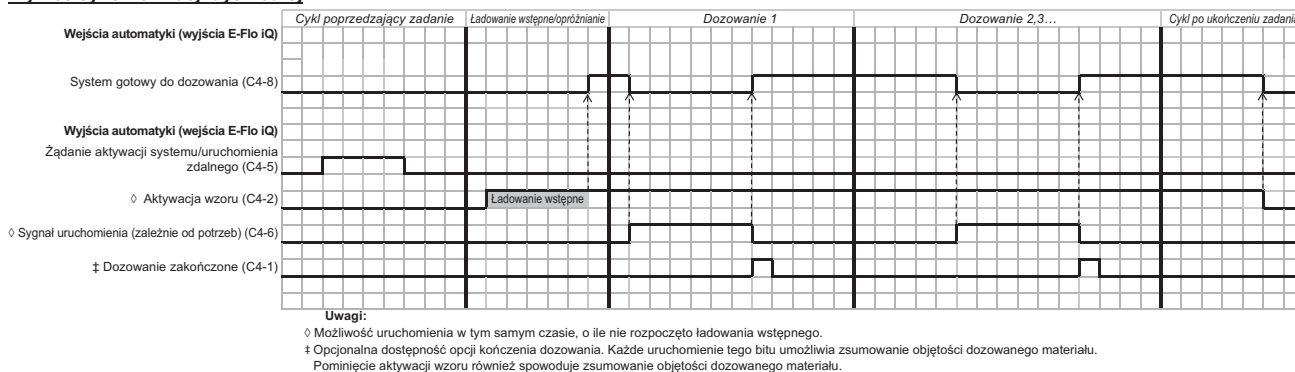 Cykl poprzedzający zadanie
Ładowanie wstępne/opróżnianie
Dozowanie 1
Dozowanie 2,3…
Cykl po ukończeniu zadania
Wejścia automatyki (wyjścia E-Flo iQ)
System gotowy do dozowania (C4-8)
Wyjścia automatyki (wejścia E-Flo iQ)
Żądanie aktywacji systemu/uruchomienia
zdalnego (C4-5)
◊ Aktywacja wzoru (C4-2)
Ładowanie wstępne
◊ Sygnał uruchomienia (zależnie od potrzeb) (C4-6)
‡ Dozowanie zakończone (C4-1)
Uwagi:
◊ Możliwość uruchomienia w tym samym czasie, o ile nie rozpoczęto ładowania wstępnego.
‡ Opcjonalna dostępność opcji kończenia dozowania. Każde uruchomienie tego bitu umożliwia zsumowanie objętości dozowanego materiału.
Pominięcie aktywacji wzoru również spowoduje zsumowanie objętości dozowanego materiału.